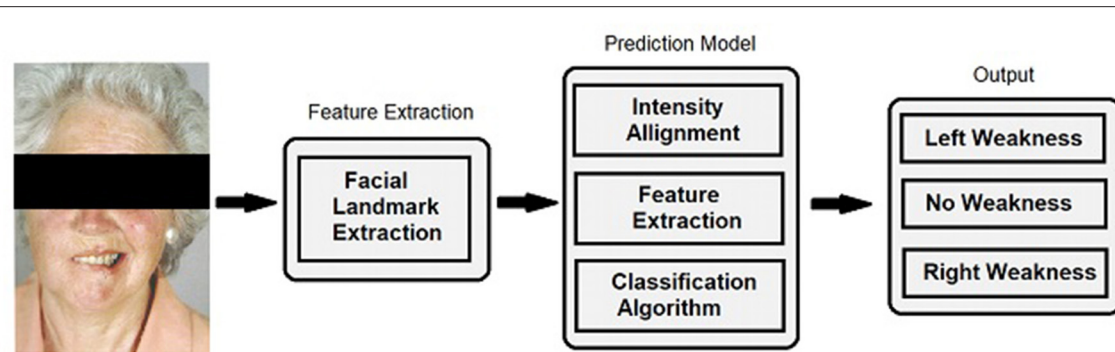 Feature Extraction
Facial
Landmark
Extraction
Prediction Model
Intensity
Allignment
Feature
Extraction
Classification
Algorithm
Output
Left Weakness
No Weakness
Right Weakness